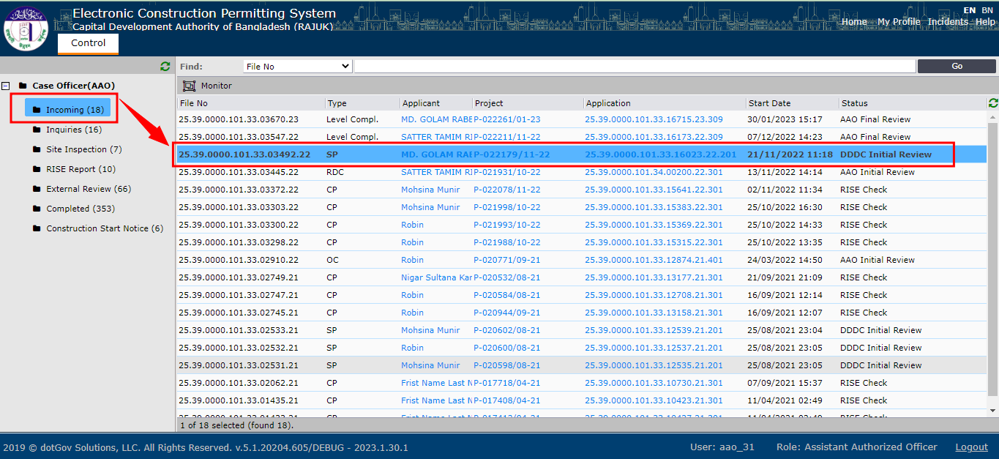 Electronic Construction Permitting System
Capital Development Authority of Bangladesh (RAJUK)
EN BN
Home My Profile Incidents Help
Control
Find: File No Go
Case Officer(AAO)
Incoming (18)
Inquiries (16)
Site Inspection (7)
RISE Report (10)
External Review (66)
Completed (353)
Construction Start Notice (6)
Monitor
File No Type Applicant Project Application Start Date Status
25.39.0000.101.33.03670.23 Level Compl. MD. GOLAM RABE P-022261/01-23 25.39.0000.101.33.16715.23.309 30/01/2023 15:17 AAO Final Review
25.39.0000.101.33.03547.22 Level Compl. SATTER TAMIM RI P-022211/11-22 25.39.0000.101.33.16173.22.309 07/12/2022 14:23 AAO Final Review
25.39.0000.101.33.03492.22 SP MD. GOLAM RAE P-022179/11-22 25.39.0000.101.33.16023.22.201 21/11/2022 11:18 DDDC Initial Review
25.39.0000.101.33.03445.22 RDC SATTER TAMIM RI P-021931/10-22 25.39.0000.101.34.00200.22.301 13/11/2022 14:14 AAO Initial Review
25.39.0000.101.33.03372.22 CP Mohsina Munir P-022078/11-22 25.39.0000.101.33.15641.22.301 02/11/2022 11:34 RISE Check
25.39.0000.101.33.03303.22 CP Mohsina Munir P-021998/10-22 25.39.0000.101.33.15383.22.301 25/10/2022 16:30 RISE Check
25.39.0000.101.33.03300.22 CP Robin P-021993/10-22 25.39.0000.101.33.15369.22.301 25/10/2022 14:33 RISE Check
25.39.0000.101.33.03298.22 CP Robin P-021988/10-22 25.39.0000.101.33.15315.22.301 25/10/2022 13:35 RISE Check
25.39.0000.101.33.02910.22 OC Robin P-020771/09-21 25.39.0000.101.33.12874.21.401 24/03/2022 14:50 AAO Initial Review
25.39.0000.101.33.02749.21 CP Nigar Sultana Kar P-020532/08-21 25.39.0000.101.33.13177.21.301 21/09/2021 21:09 RISE Check
25.39.0000.101.33.02747.21 CP Robin P-020584/08-21 25.39.0000.101.33.12708.21.301 16/09/2021 12:14 RISE Check
25.39.0000.101.33.02745.21 CP Robin P-020944/09-21 25.39.0000.101.33.13158.21.301 16/09/2021 12:07 RISE Check
25.39.0000.101.33.02533.21 SP Mohsina Munir P-020602/08-21 25.39.0000.101.33.12539.21.201 25/08/2021 23:04 DDDC Initial Review
25.39.0000.101.33.02532.21 SP Robin P-020600/08-21 25.39.0000.101.33.12537.21.201 25/08/2021 23:05 DDDC Initial Review
25.39.0000.101.33.02531.21 SP Mohsina Munir P-020598/08-21 25.39.0000.101.33.12535.21.201 25/08/2021 23:05 DDDC Initial Review
25.39.0000.101.33.02062.21 CP Frist Name Last N P-017718/04-21 25.39.0000.101.33.10730.21.301 07/09/2021 15:37 RISE Check
25.39.0000.101.33.01435.21 CP Frist Name Last N P-017408/04-21 25.39.0000.101.33.10423.21.301 11/04/2021 02:49 RISE Check
1 of 18 selected (found 18).
2019 © dotGov Solutions, LLC. All Rights Reserved. v.5.1.20204.605/DEBUG - 2023.1.30.1 User: aao_31 Role: Assistant Authorized Officer Logout